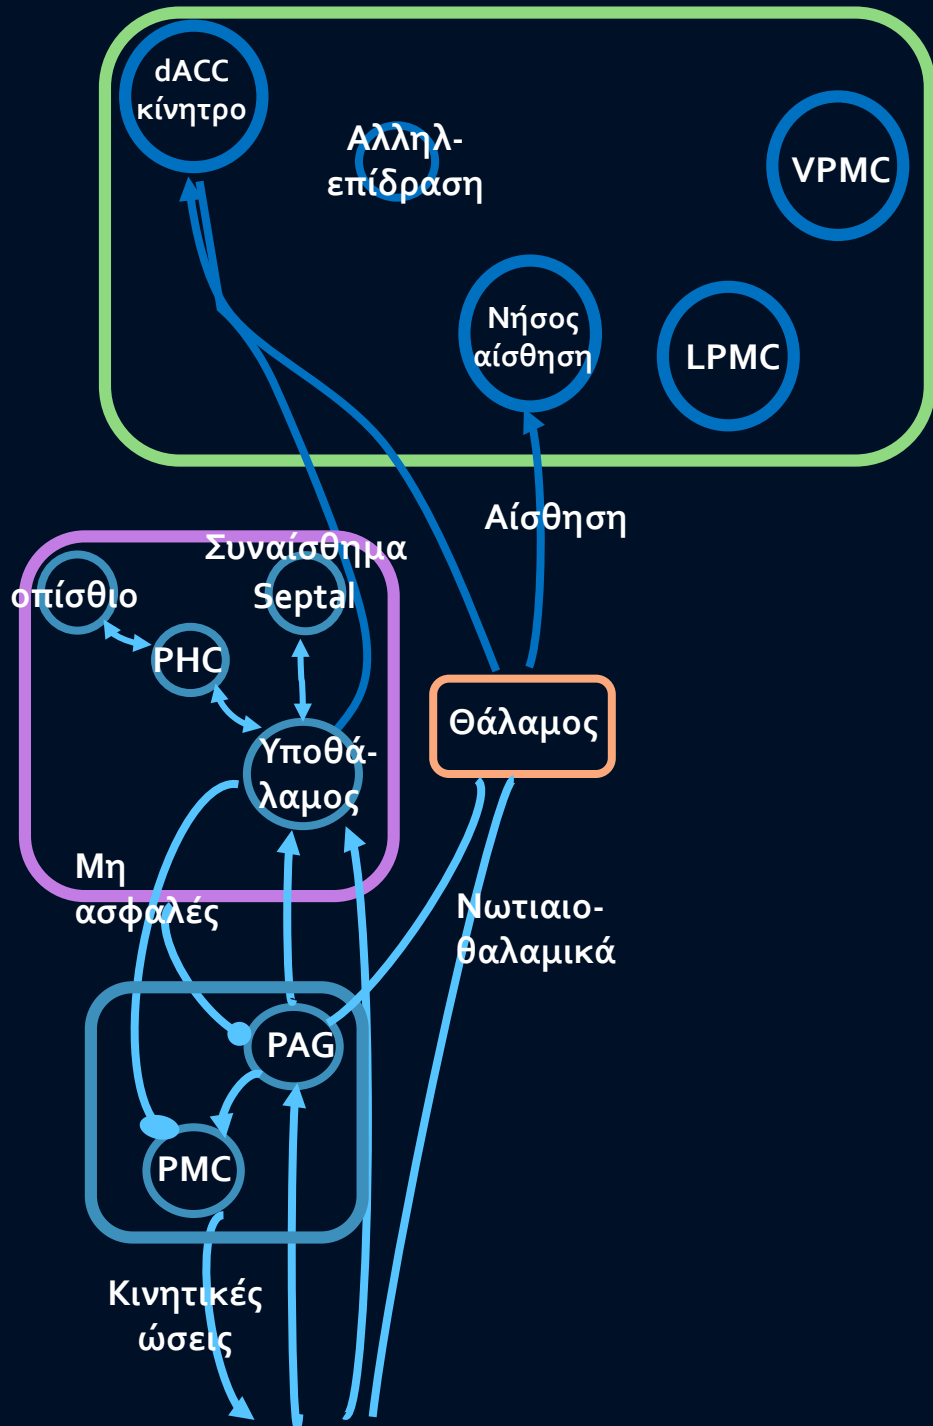 dACC
κίνητρο
Αλληλ-
επίδραση
VPMC
Νήσος
αίσθηση
LPMC
Αίσθηση
Συναίσθημα
οπίσθιο
Septal
PHC
Θάλαμος
Υποθά-
λαμος
Μη
ασφαλές
Νωτιαιο-
θαλαμικά
PAG
PMC
Κινητικές
ώσεις